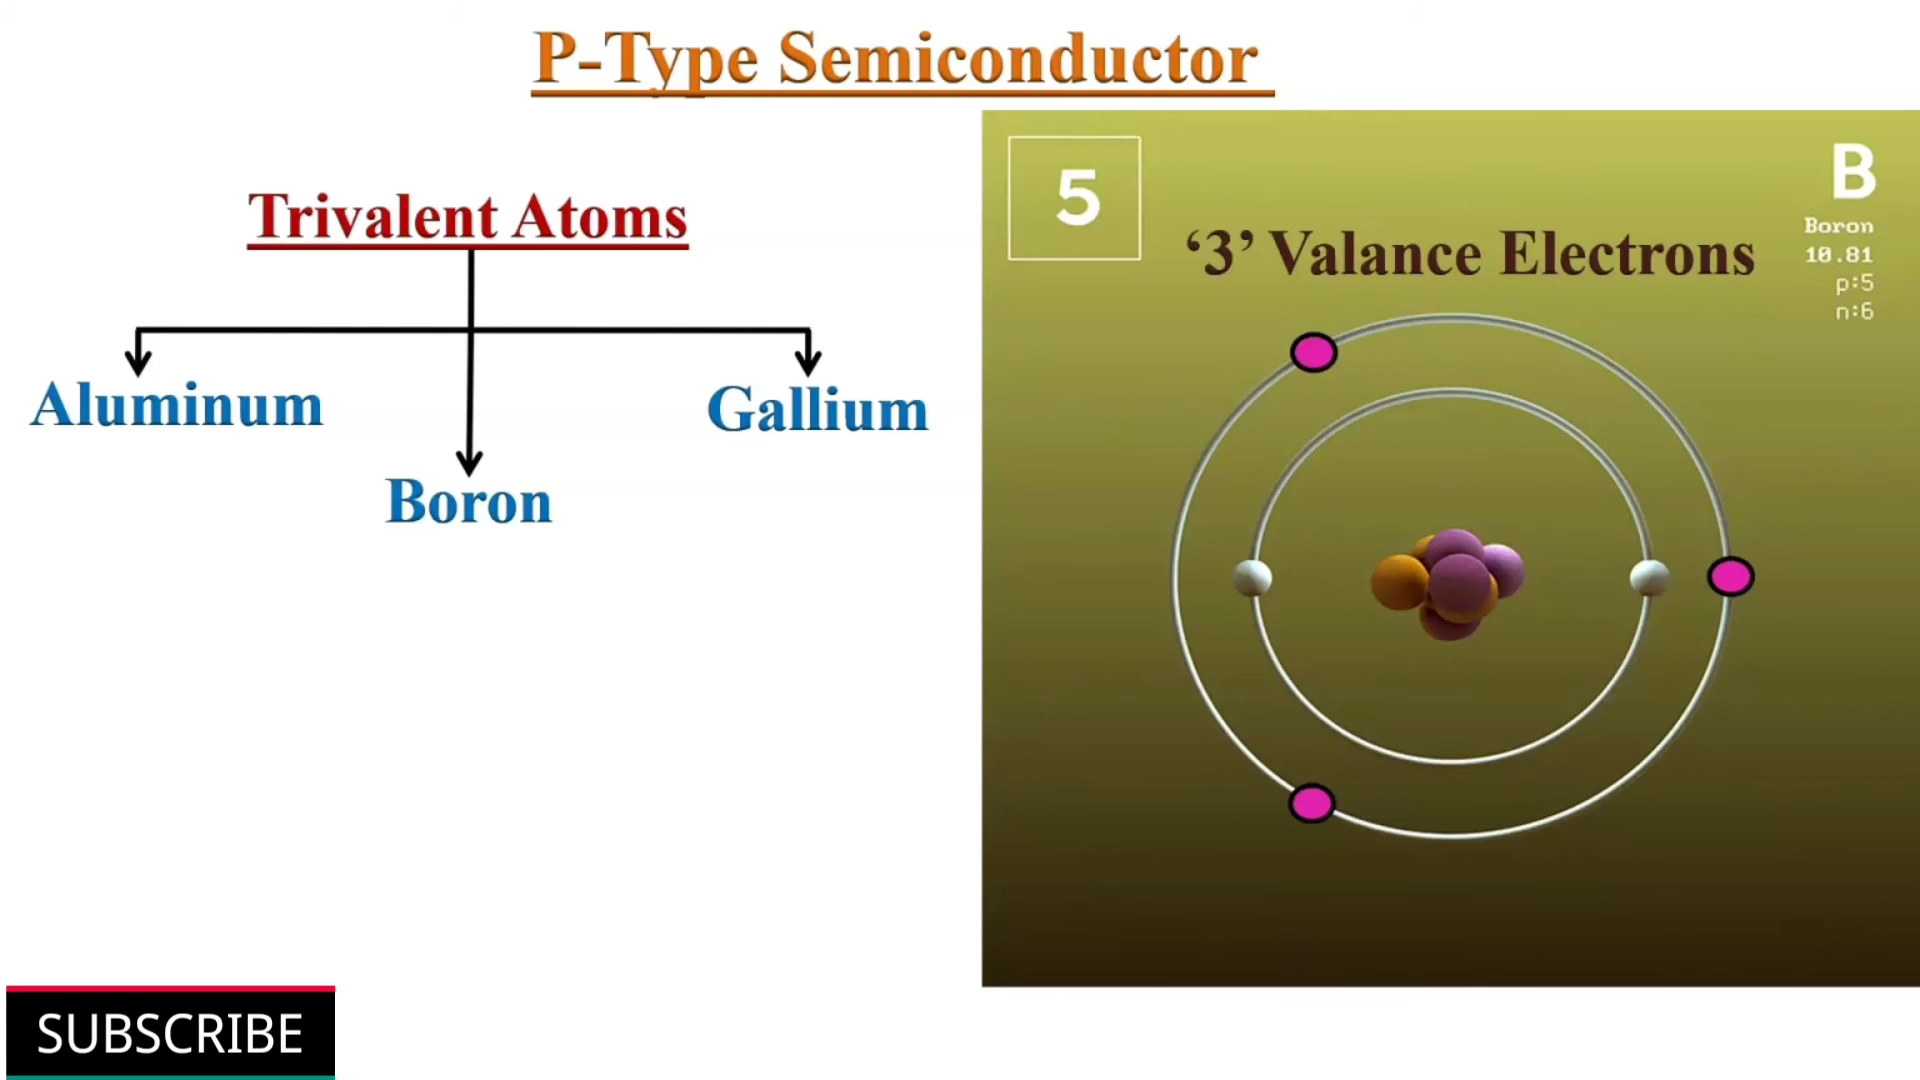 P-Type Semiconductor
Trivalent Atoms
Aluminum
Gallium
Boron
5
B
Boron
10.81
p:5
n:6
‘3’ Valance Electrons
SUBSCRIBE